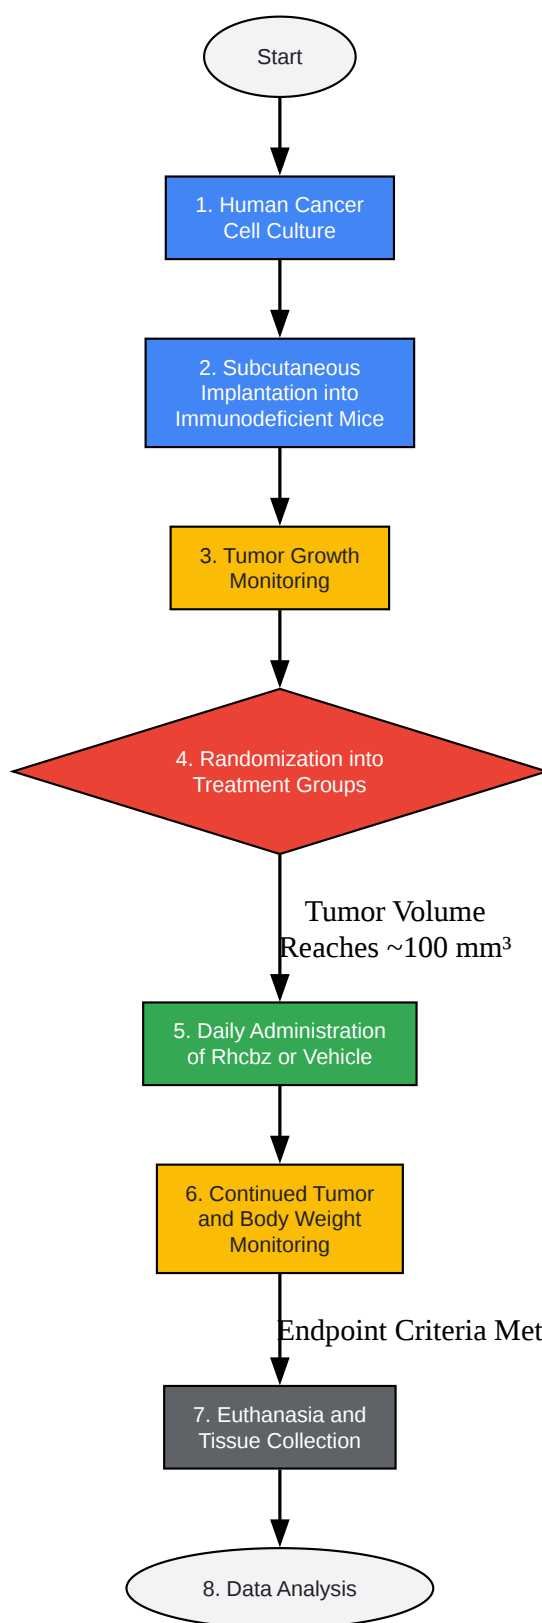 Start
1. Human Cancer
Cell Culture
2. Subcutaneous
Implantation into
Immunodeficient Mice
3. Tumor Growth
Monitoring
4. Randomization into
Treatment Groups
Tumor Volume
Reaches ~100 mm³
5. Daily Administration
of Rhcbz or Vehicle
6. Continued Tumor
and Body Weight
Monitoring
Endpoint Criteria Met
7. Euthanasia and
Tissue Collection
8. Data Analysis